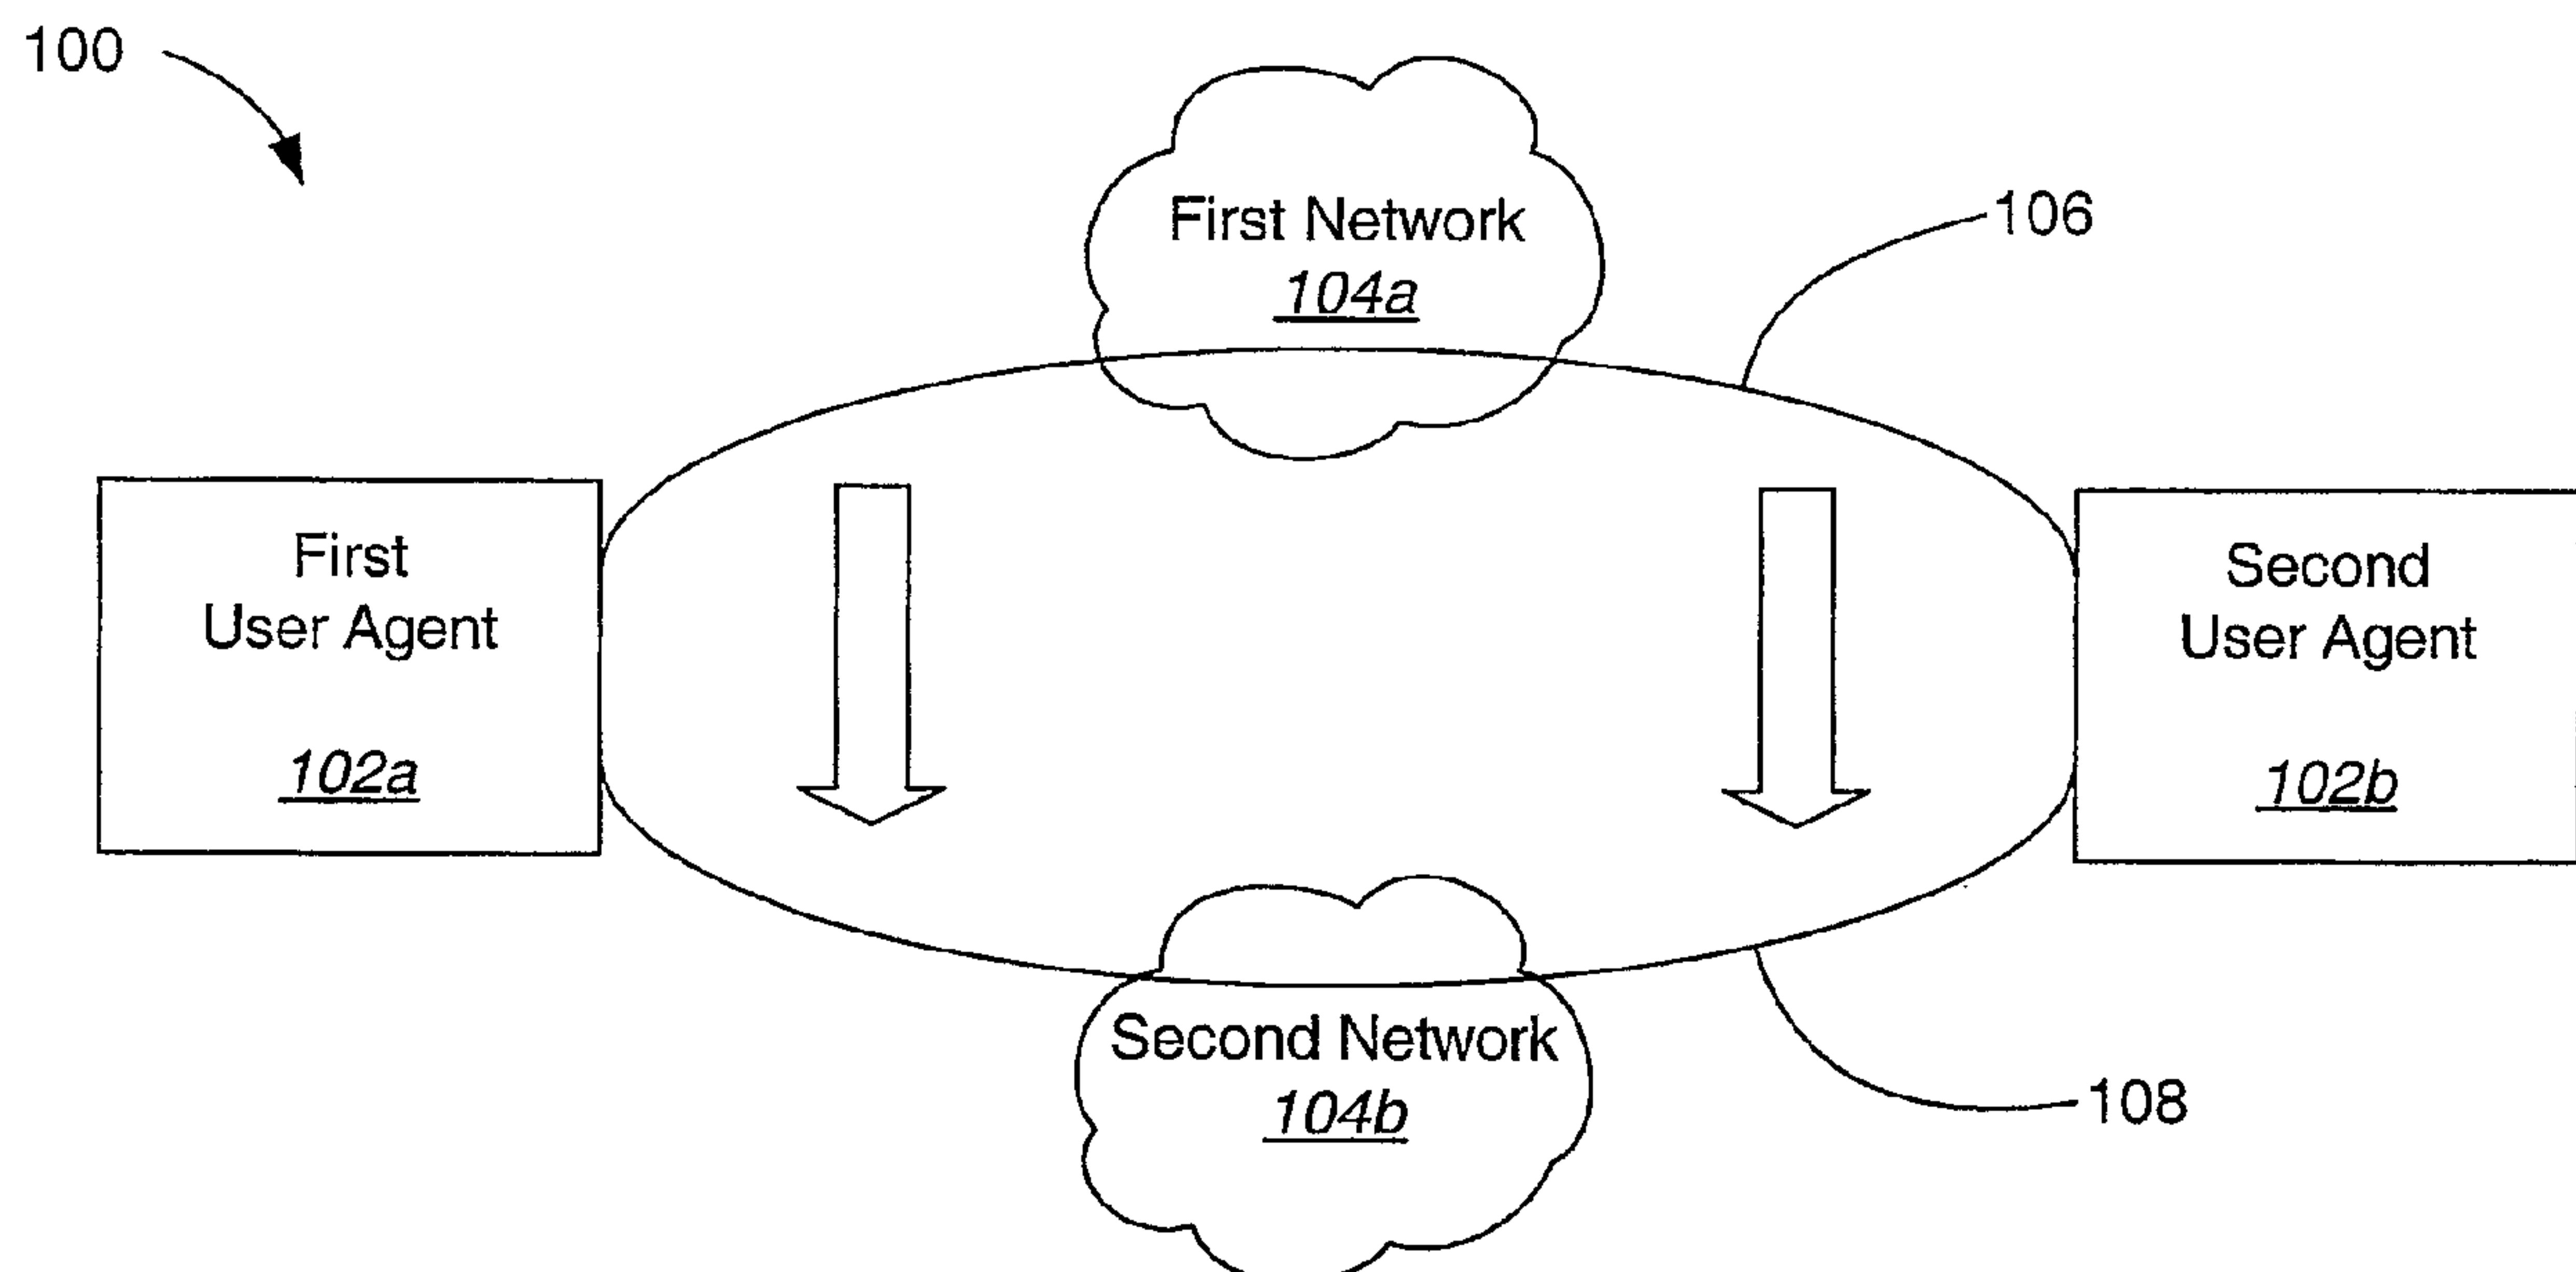 100
First Network
104a
106
First
User Agent
102a
Second
User Agent
102b
Second Network
104b
108